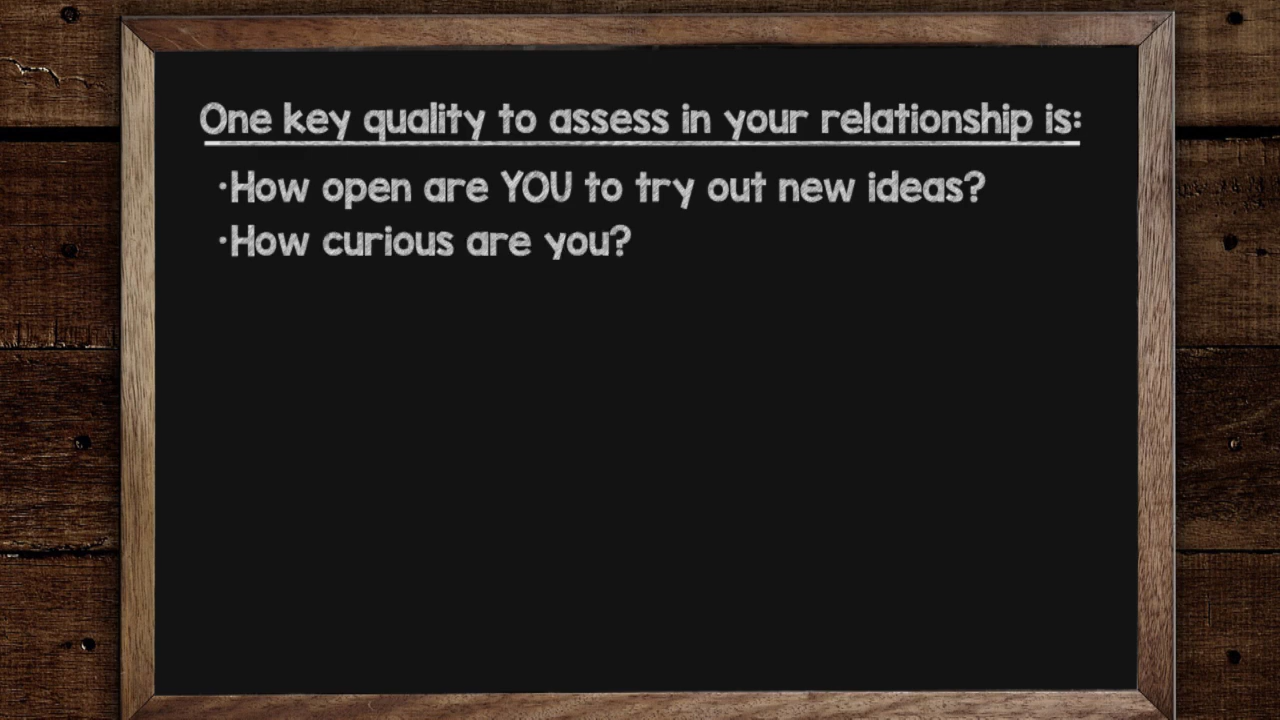 One key quality to assess in your relationship is:
·How open are YOU to try out new ideas?
·How curious are you?